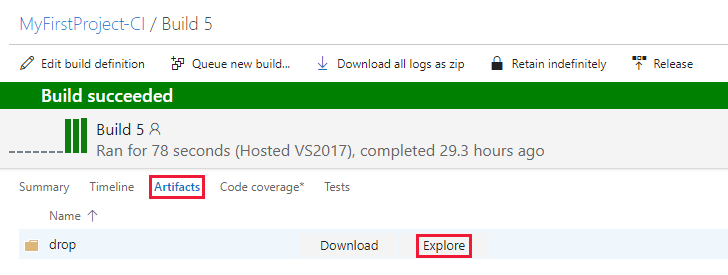 MyFirstProject-CI / Build 5
Edit build definition Queue new build... Download all logs as zip Retain indefinitely Release
Build succeeded
Build 5
Ran for 78 seconds (Hosted VS2017), completed 29.3 hours ago
Summary Timeline Artifacts Code coverage* Tests
Name
drop Download Explore